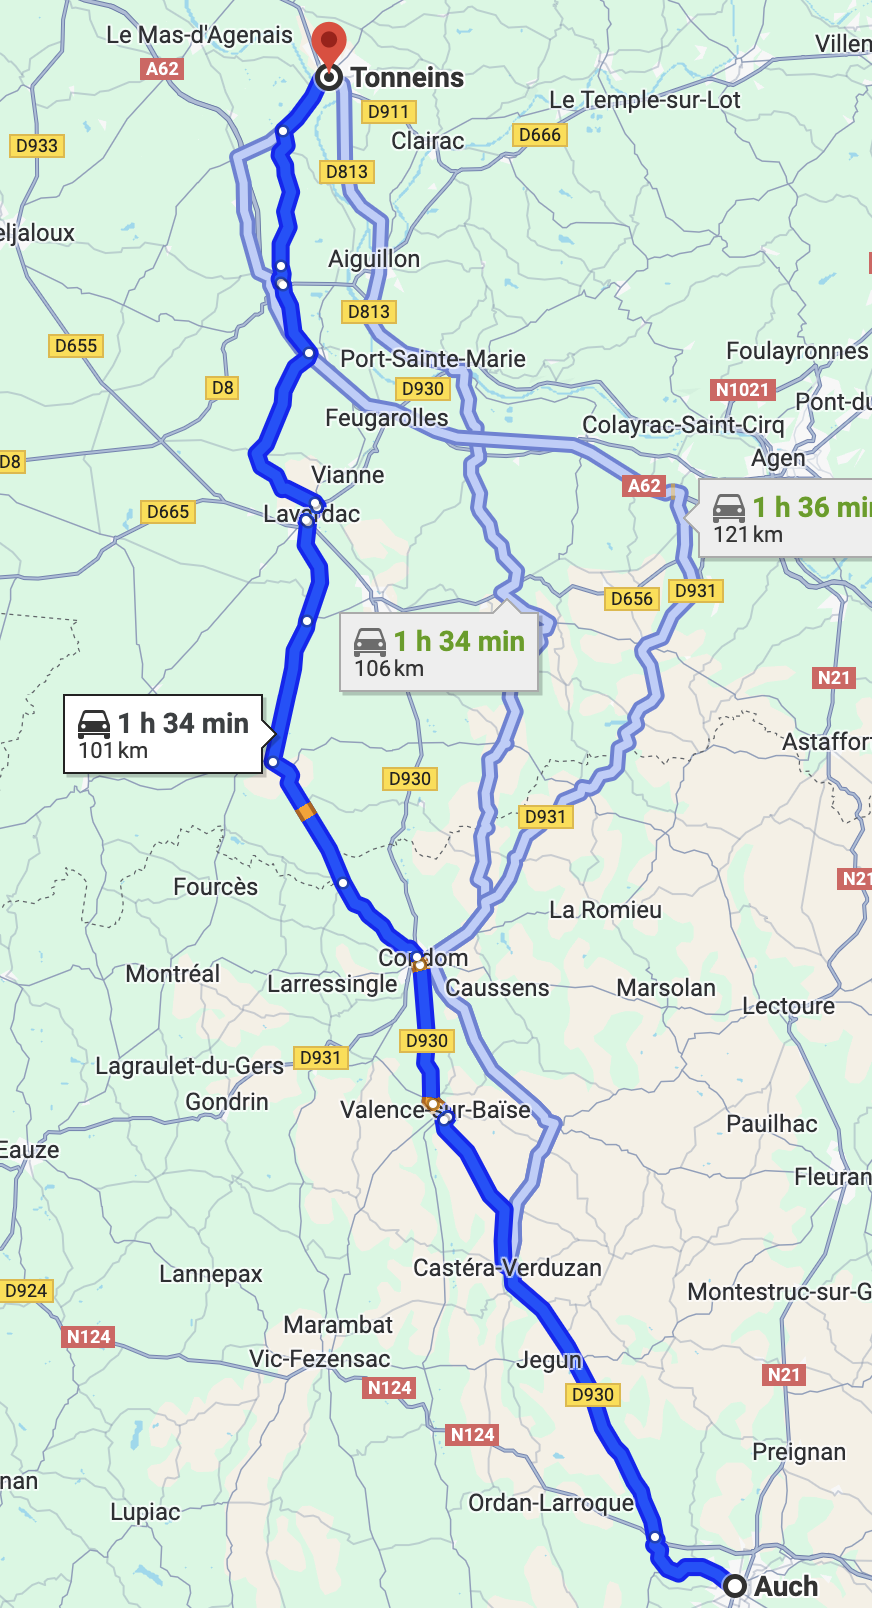 Le Mas-d'Agenais
Villen
A62
Tonneins
Le Temple-sur-Lot
D911
D933
Clairac
D666
D813
eljaloux
Aiguillon
D813
D655
Port-Sainte-Marie
Foulayronnes
D8
D930
N1021
Pont-du
Feugarolles
Colayrac-Saint-Cirq
D8
Agen
Vianne
A62
1 h 36 min
121 km
D665
Lavardac
D656
D931
1 h 34 min
106 km
N21
1 h 34 min
101 km
Astaffort
D930
D931
Fourcès
N21
La Romieu
Condom
Montréal
Larressingle
Caussens
Marsolan
Lectoure
D930
Lagraulet-du-Gers
D931
Gondrin
Valence-sur-Baïse
Pauilhac
Eauze
Fleuran
Castéra-Verduzan
Lannepax
D924
Montestruc-sur-G
Marambat
N124
Vic-Fezensac
Jegun
N21
N124
D930
N124
Preignan
nan
Ordan-Larroque
Lupiac
Auch